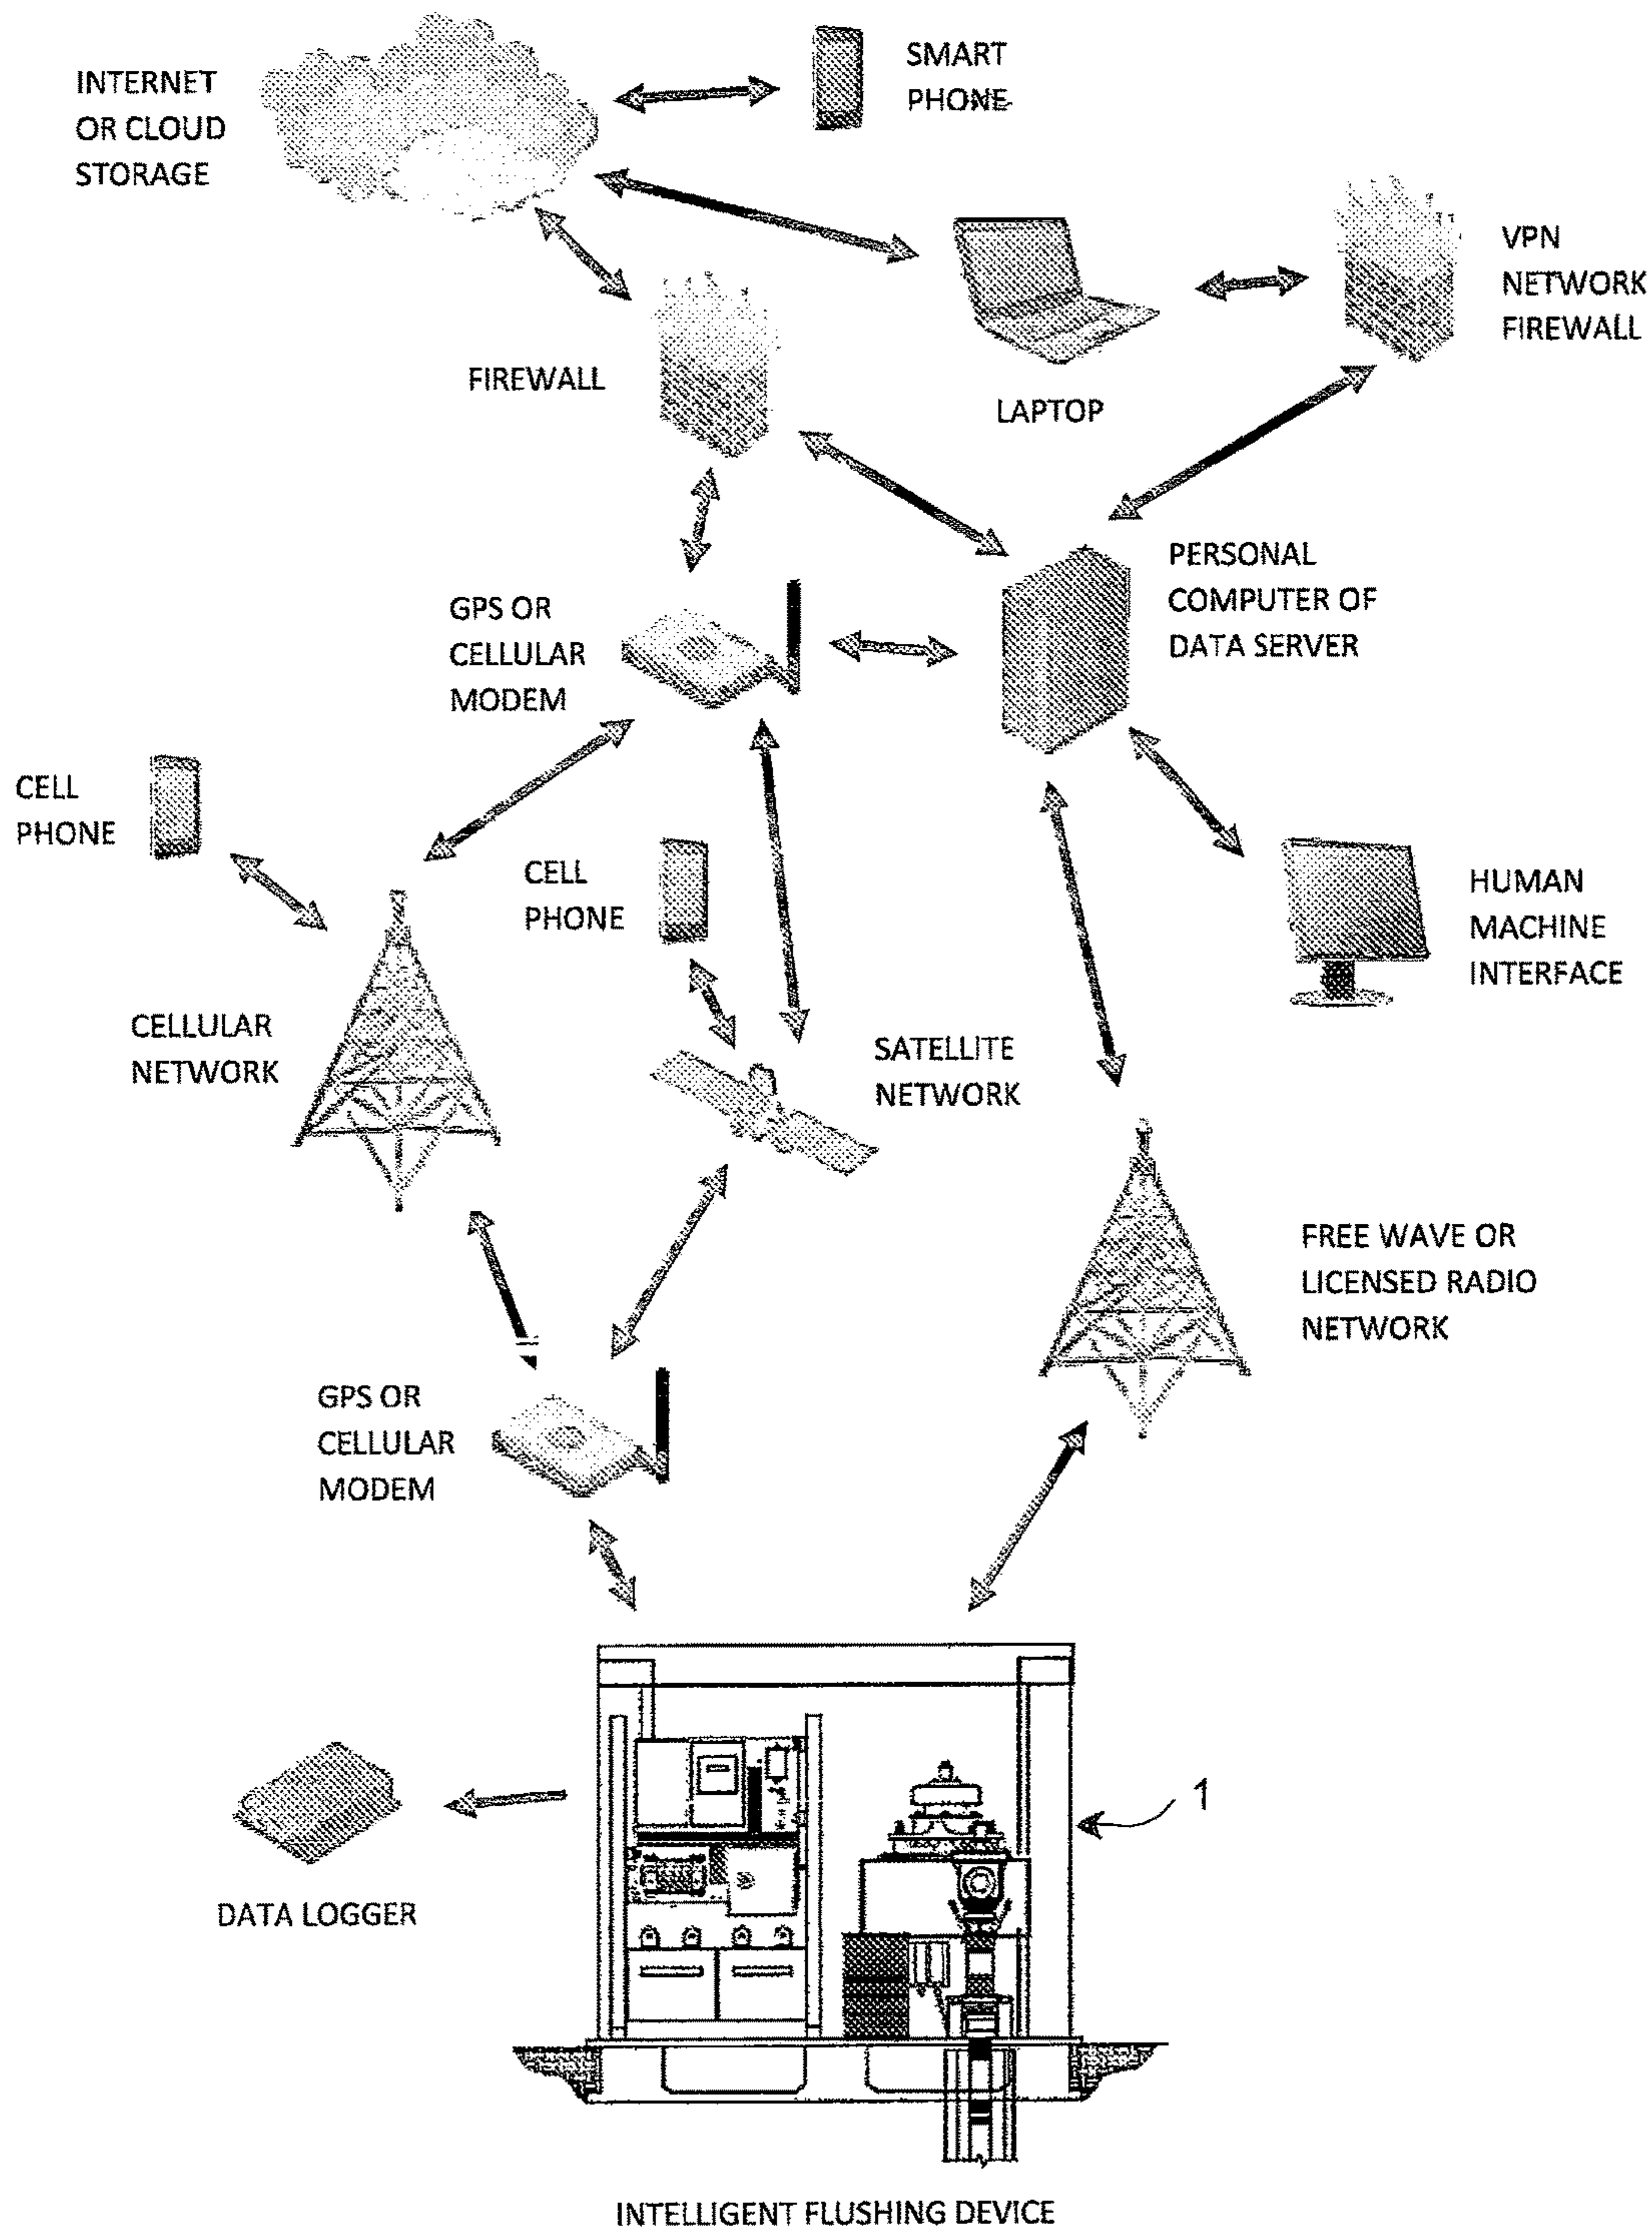 INTERNET
OR CLOUD
STORAGE
SMART
PHONE
VPN
NETWORK
FIREWALL
FIREWALL
LAPTOP
PERSONAL
COMPUTER OF
DATA SERVER
GPS OR
CELLULAR
MODEM
CELL
PHONE
CELL
PHONE
HUMAN
MACHINE
INTERFACE
CELLULAR
NETWORK
SATELLITE
NETWORK
FREE WAVE OR
LICENSED RADIO
NETWORK
GPS OR
CELLULAR
MODEM
1
DATA LOGGER
INTELLIGENT FLUSHING DEVICE